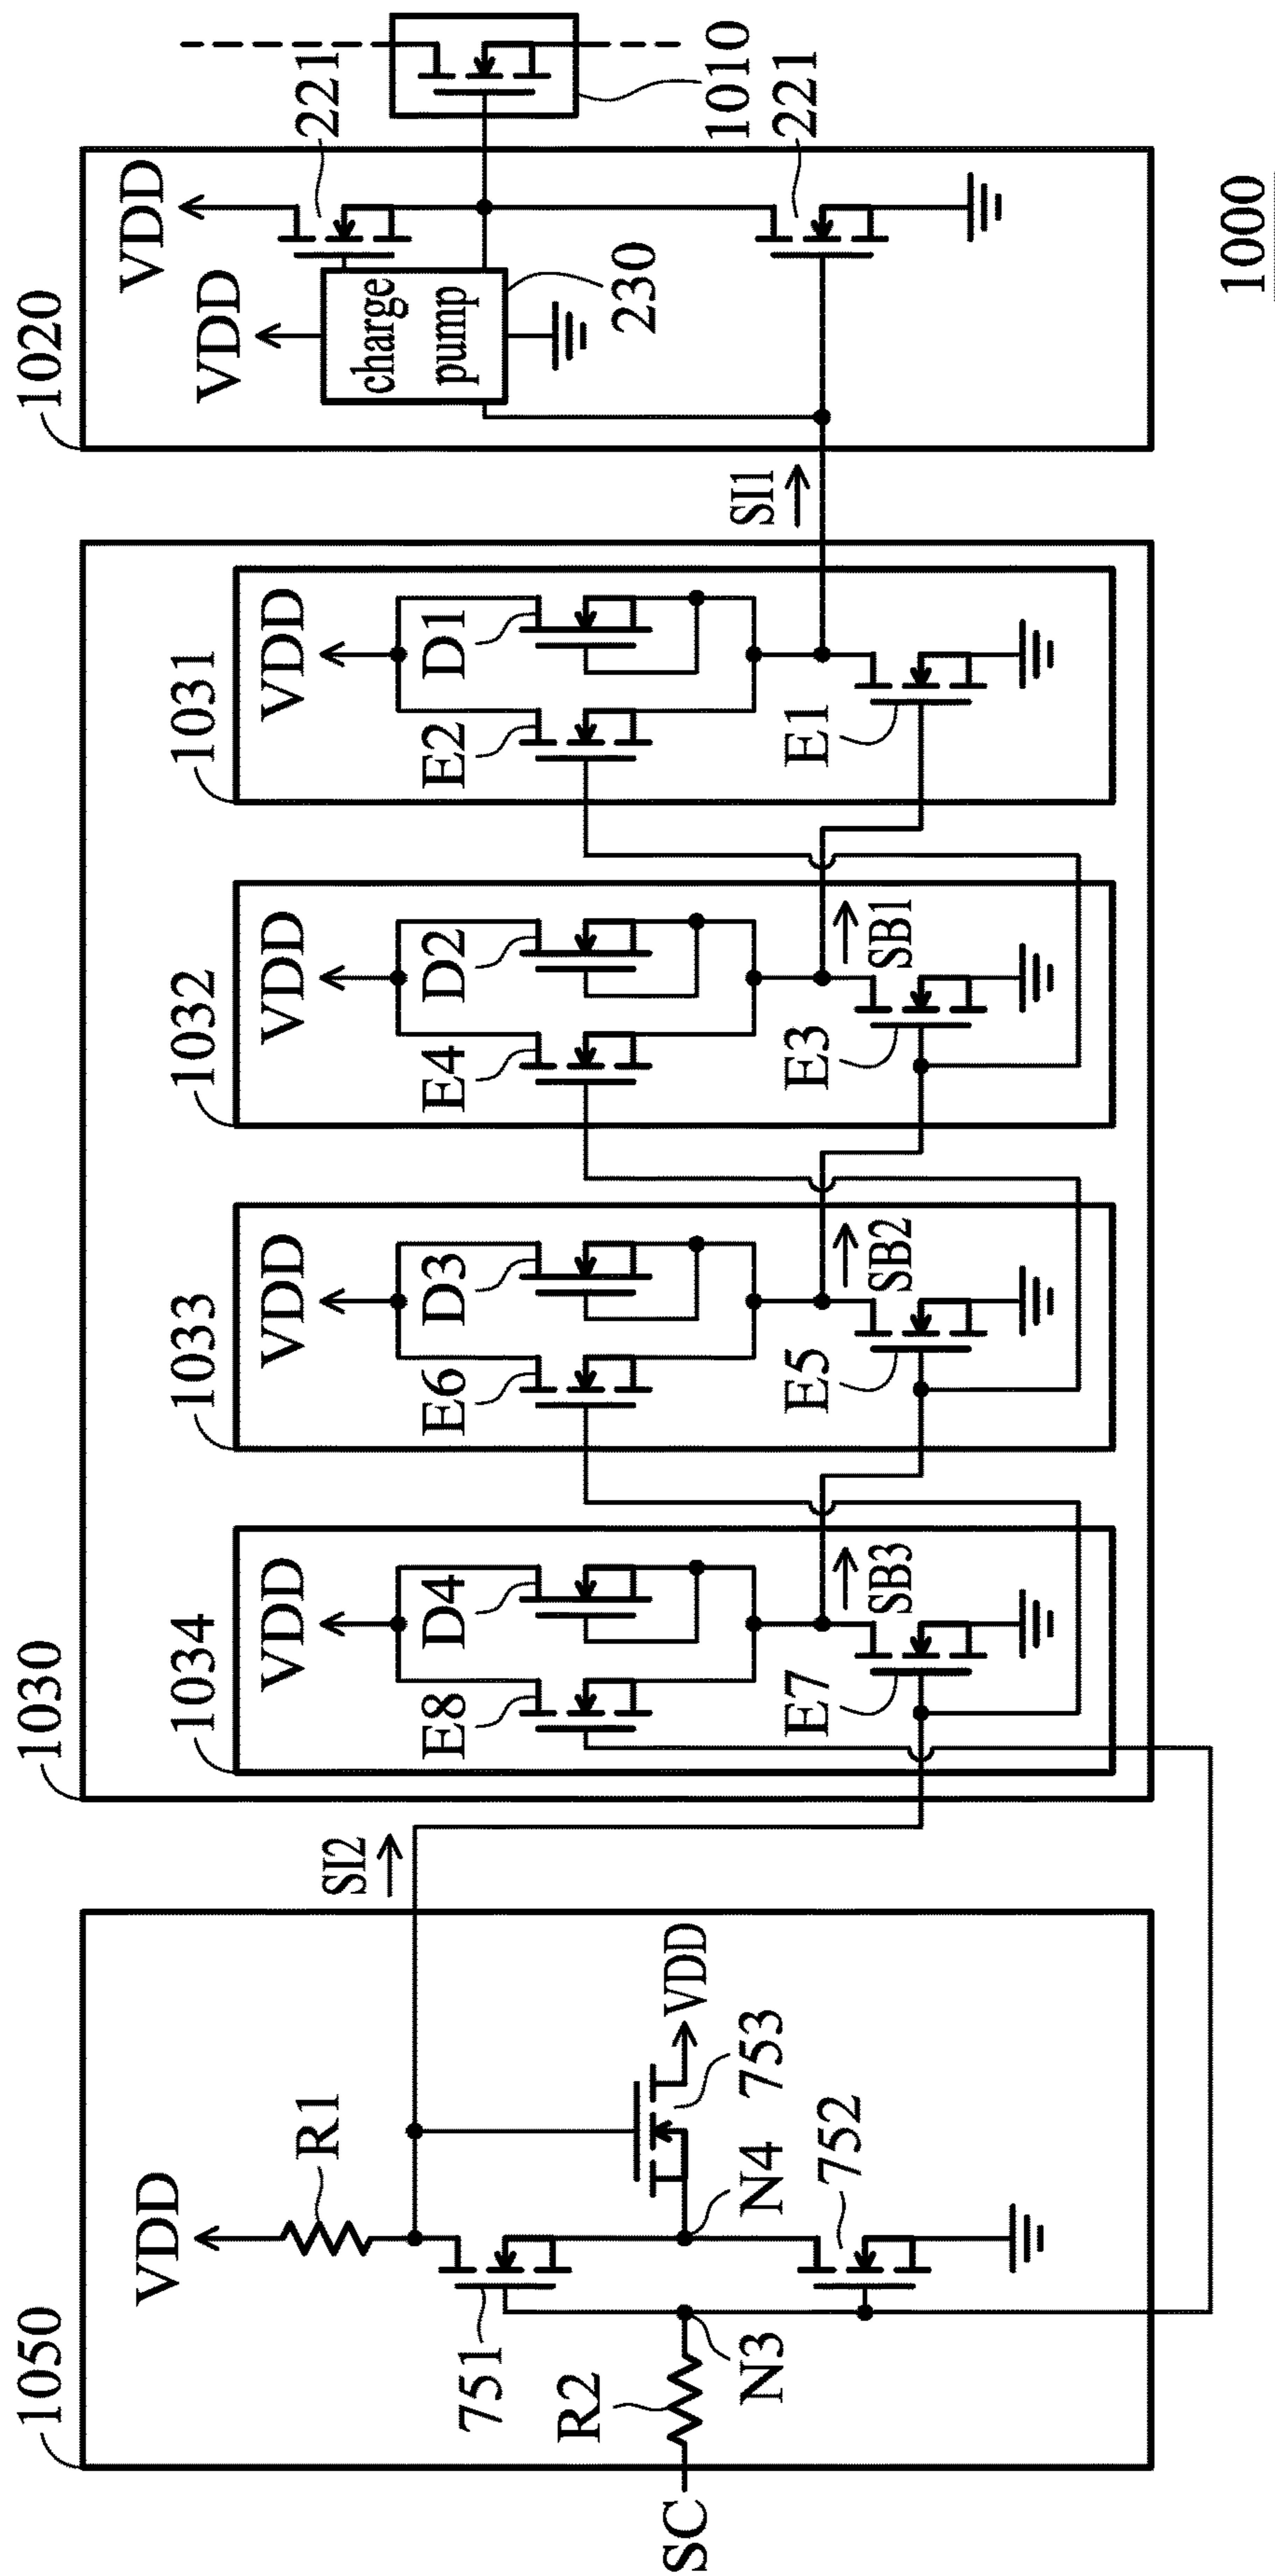 1050
VDD
R1
751
R2
SC
N3
N4
752
753
VDD
SI2
1030
1034
VDD
E8
D4
E7
SB3
1033
VDD
E6
D3
E5
SB2
1032
VDD
E4
D2
E3
SB1
1031
VDD
E2
D1
E1
SI1
1020
VDD
VDD
221
charge
pump
230
221
1010
1000